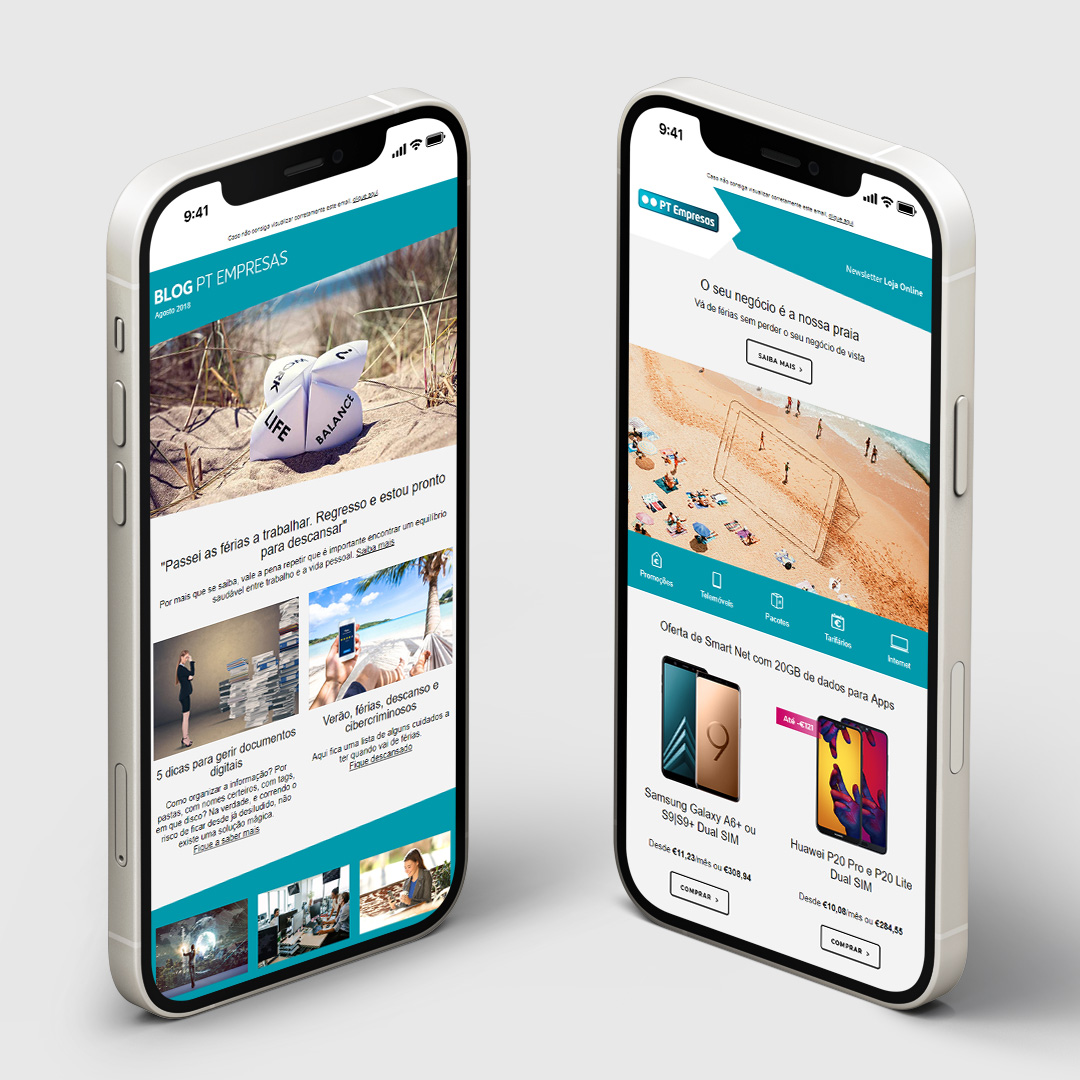 9:41
Caso não consiga visualizar corretamente este email, clique aqui
BLOG PT EMPRESAS
Agosto 2018
WORK
LIFE
BALANCE
"Passei as férias a trabalhar. Regresso e estou pronto
para descansar"
Por mais que se saiba, vale a pena repetir que é importante encontrar um equilíbrio
saudável entre trabalho e a vida pessoal. Saiba mais
5 dicas para gerir documentos
digitais
Como organizar a informação? Por
pastas, com nomes certeiros, com tags,
em que disco? Na verdade, e correndo o
risco de ficar desde já desiludido, não
existe uma solução mágica.
Fique a saber mais
Verão, férias, descanso e
cibercriminosos
Aqui fica uma lista de alguns cuidados a
ter quando vai de férias.
Fique descansado
9:41
Caso não consiga visualizar corretamente este email, clique aqui
PT Empresas
Newsletter Loja Online
O seu negócio é a nossa praia
Vá de férias sem perder o seu negócio de vista
SAIBA MAIS >
Promoções
Telemóveis
Pacotes
Tarifários
Internet
Oferta de Smart Net com 20GB de dados para Apps
9
Samsung Galaxy A6+ ou
S9|S9+ Dual SIM
Desde €11,23/mês ou €308,94
COMPRAR >
Até -€121
Huawei P20 Pro e P20 Lite
Dual SIM
Desde €10,08/mês ou €284,55
COMPRAR >